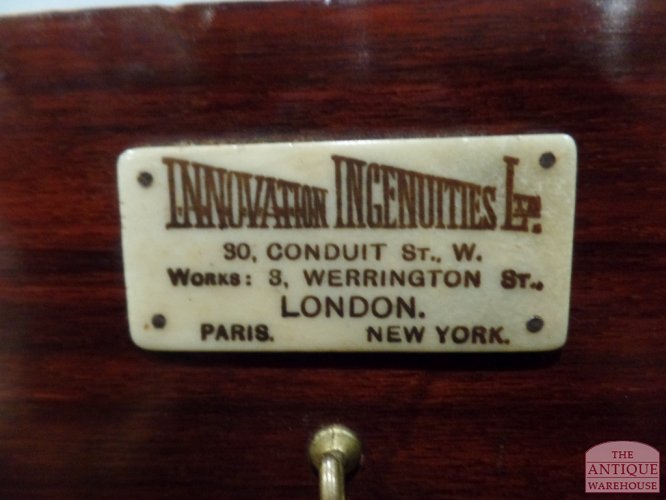 INNOVATION INGENUITIES LTD.
30, CONDUIT ST., W.
WORKS: 3, WERRINGTON ST.,
LONDON.
PARIS. NEW YORK.
THE
ANTIQUE
WAREHOUSE